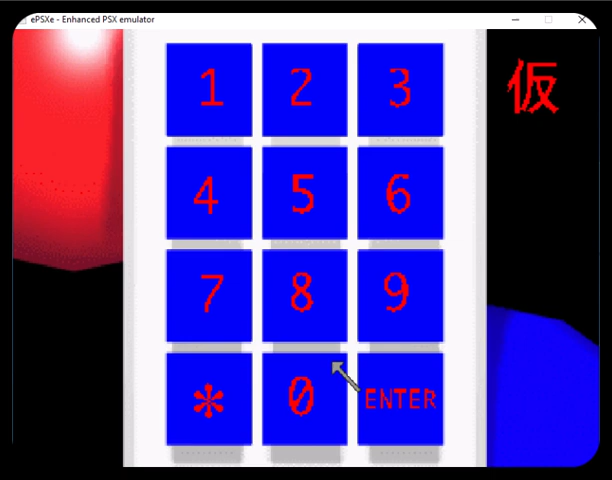 ePSXe - Enhanced PSX emulator
1 2 3
仮
4 5 6
7 8 9
* 0 ENTER